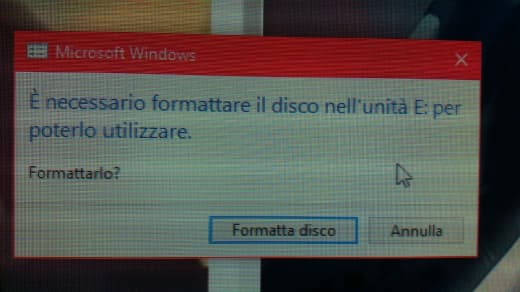 Microsoft Windows
È necessario formattare il disco nell'unità E: per
poterlo utilizzare.
Formattarlo?
Formatta disco
Annulla